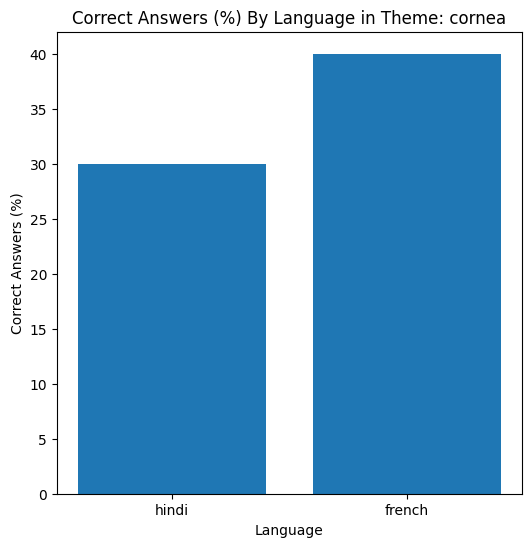 Correct Answers (%) By Language in Theme: cornea
40
35
30
25
20
15
10
5
0
Correct Answers (%)
hindi
french
Language